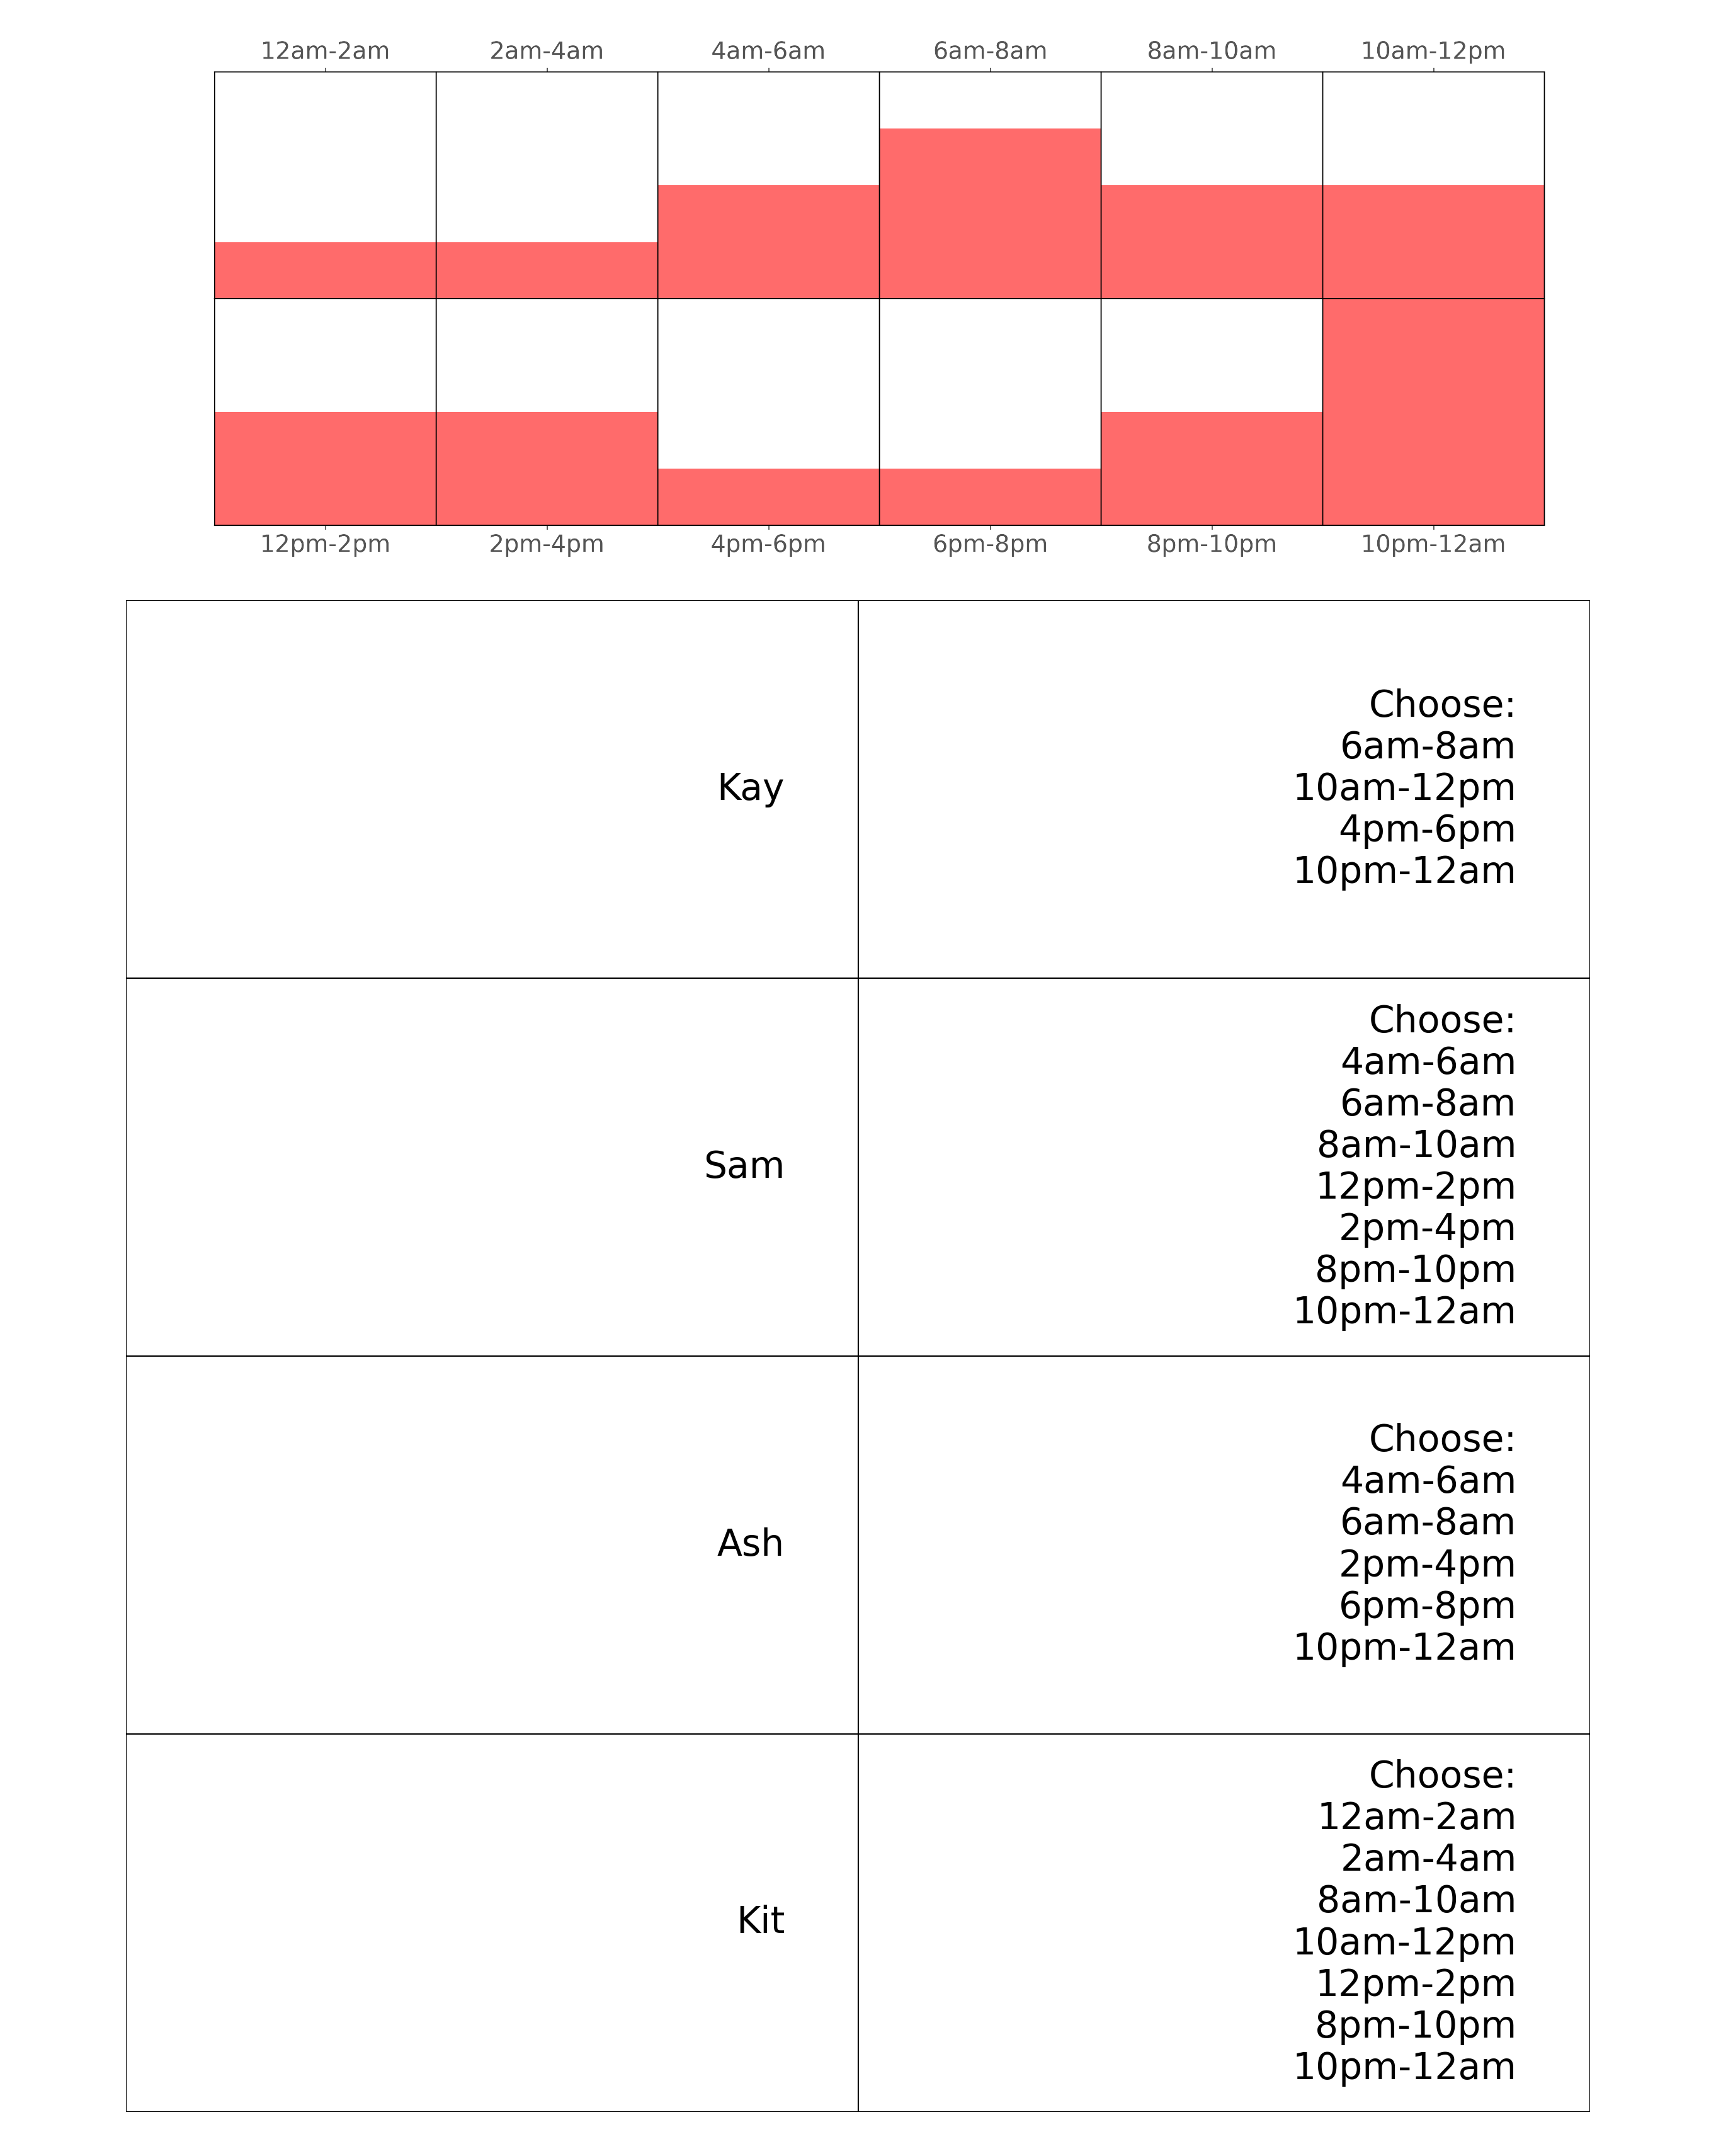 12am-2am 2am-4am 4am-6am 6am-8am 8am-10am 10am-12pm
12pm-2pm 2pm-4pm 4pm-6pm 6pm-8pm 8pm-10pm 10pm-12am
Kay
Choose:
6am-8am
10am-12pm
4pm-6pm
10pm-12am
Sam
Choose:
4am-6am
6am-8am
8am-10am
12pm-2pm
2pm-4pm
8pm-10pm
10pm-12am
Ash
Choose:
4am-6am
6am-8am
2pm-4pm
6pm-8pm
10pm-12am
Kit
Choose:
12am-2am
2am-4am
8am-10am
10am-12pm
12pm-2pm
8pm-10pm
10pm-12am